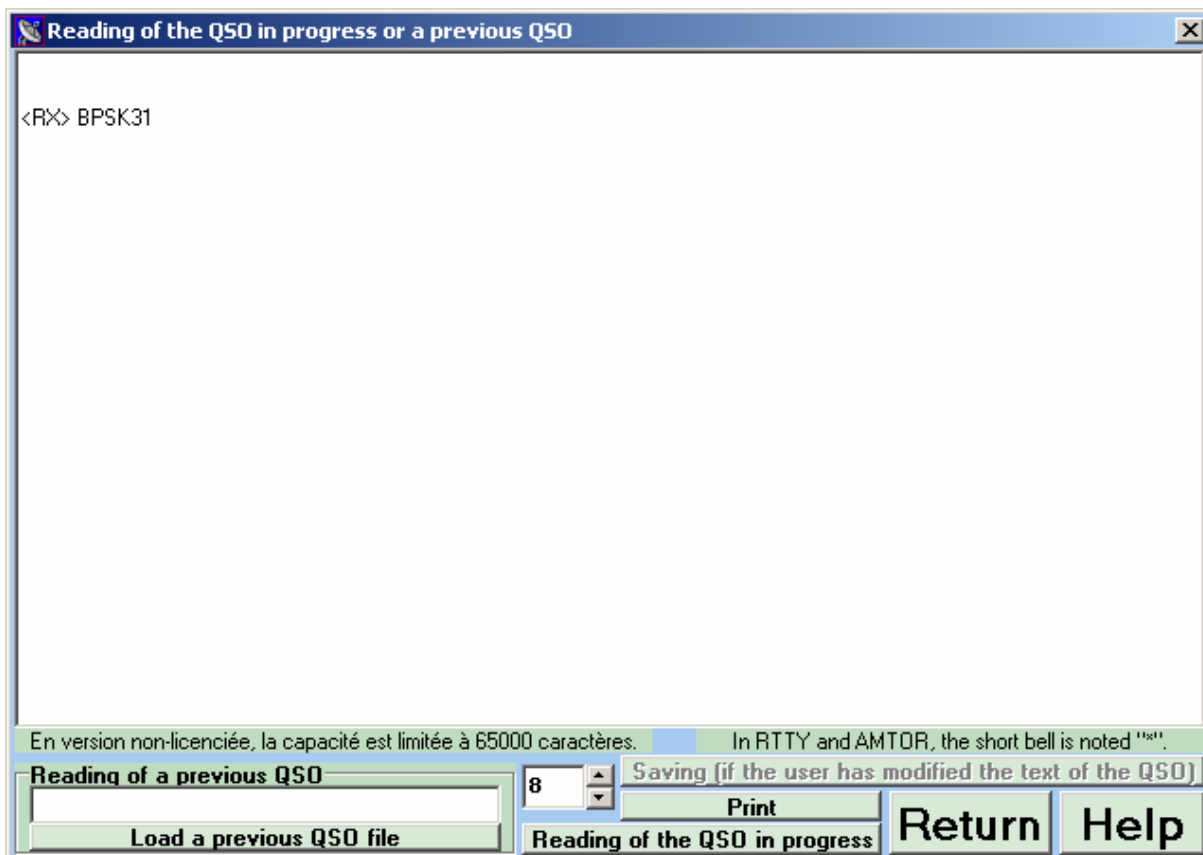 Reading of the QSO in progress or a previous QSO
<RX> BPSK31
En version non-licenciée, la capacité est limitée à 65000 caractères.
In RTTY and AMTOR, the short bell is noted "*".
Reading of a previous QSO
Load a previous QSO file
8
Saving (if the user has modified the text of the QSO)
Print
Reading of the QSO in progress
Return
Help